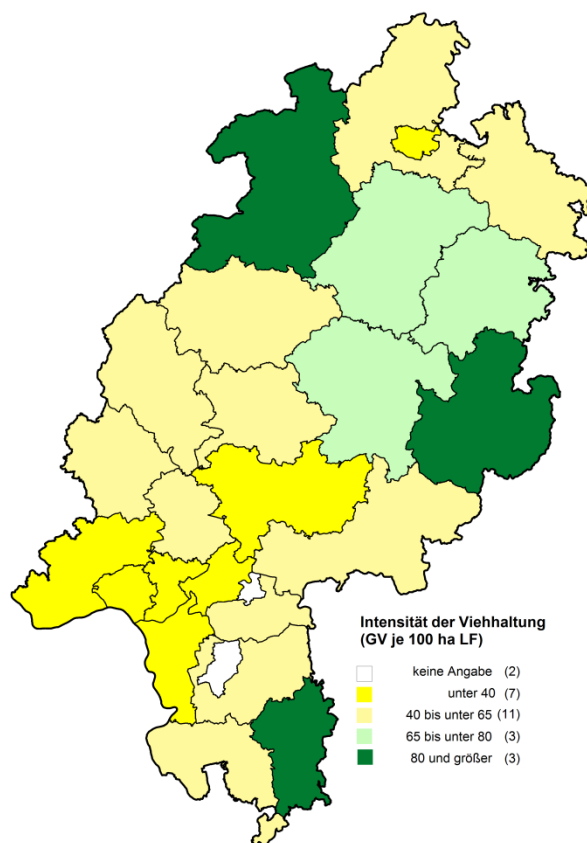 Intensität der Viehhaltung
(GV je 100 ha LF)
keine Angabe (2)
unter 40 (7)
40 bis unter 65 (11)
65 bis unter 80 (3)
80 und größer (3)